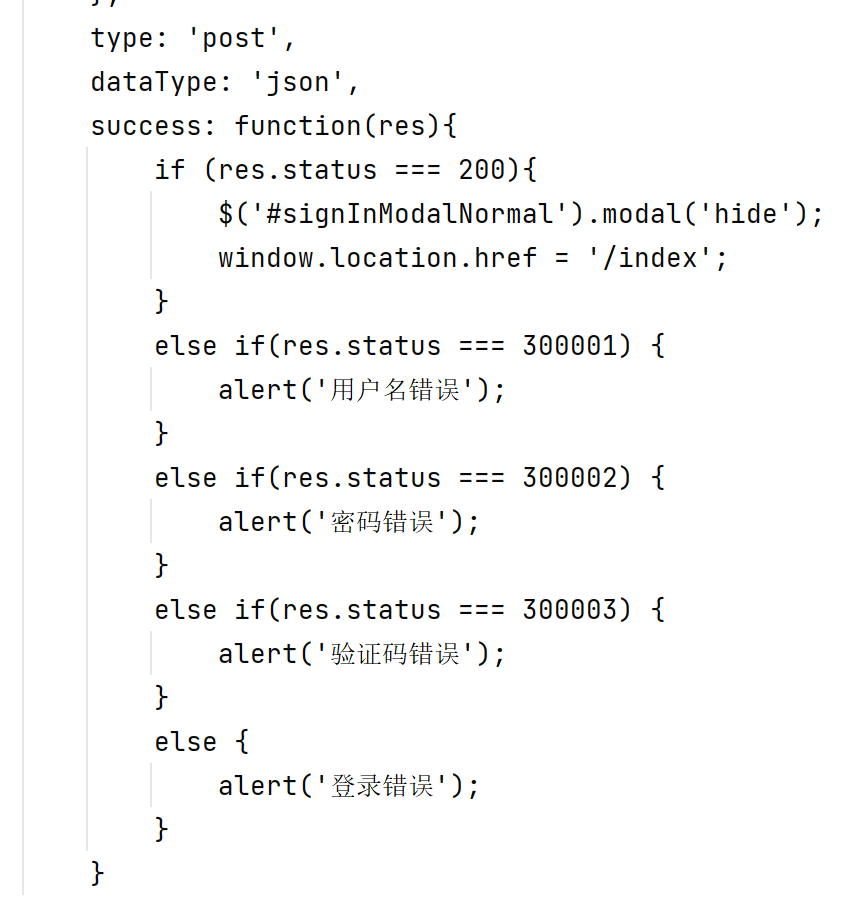 },
type: 'post',
dataType: 'json',
success: function(res){
if (res.status === 200){
$('#signInModalNormal').modal('hide');
window.location.href = '/index';
}
else if(res.status === 300001) {
alert('用户名错误');
}
else if(res.status === 300002) {
alert('密码错误');
}
else if(res.status === 300003) {
alert('验证码错误');
}
else {
alert('登录错误');
}
}